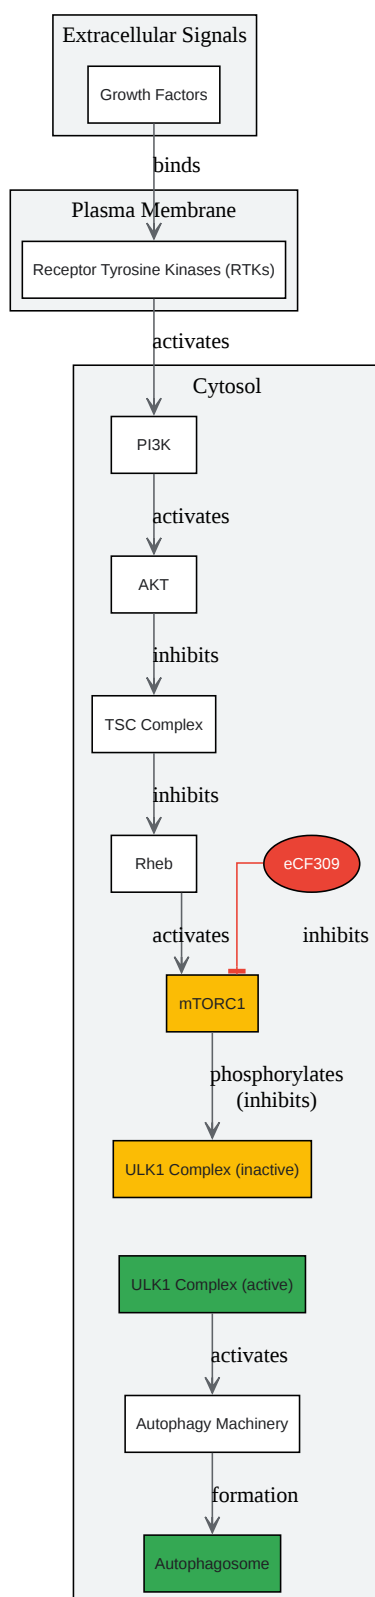 Extracellular Signals
Growth Factors
binds
Plasma Membrane
Receptor Tyrosine Kinases (RTKs)
activates
Cytosol
PI3K
activates
AKT
inhibits
TSC Complex
inhibits
Rheb
eCF309
activates
inhibits
mTORC1
phosphorylates
(inhibits)
ULK1 Complex (inactive)
ULK1 Complex (active)
activates
Autophagy Machinery
formation
Autophagosome